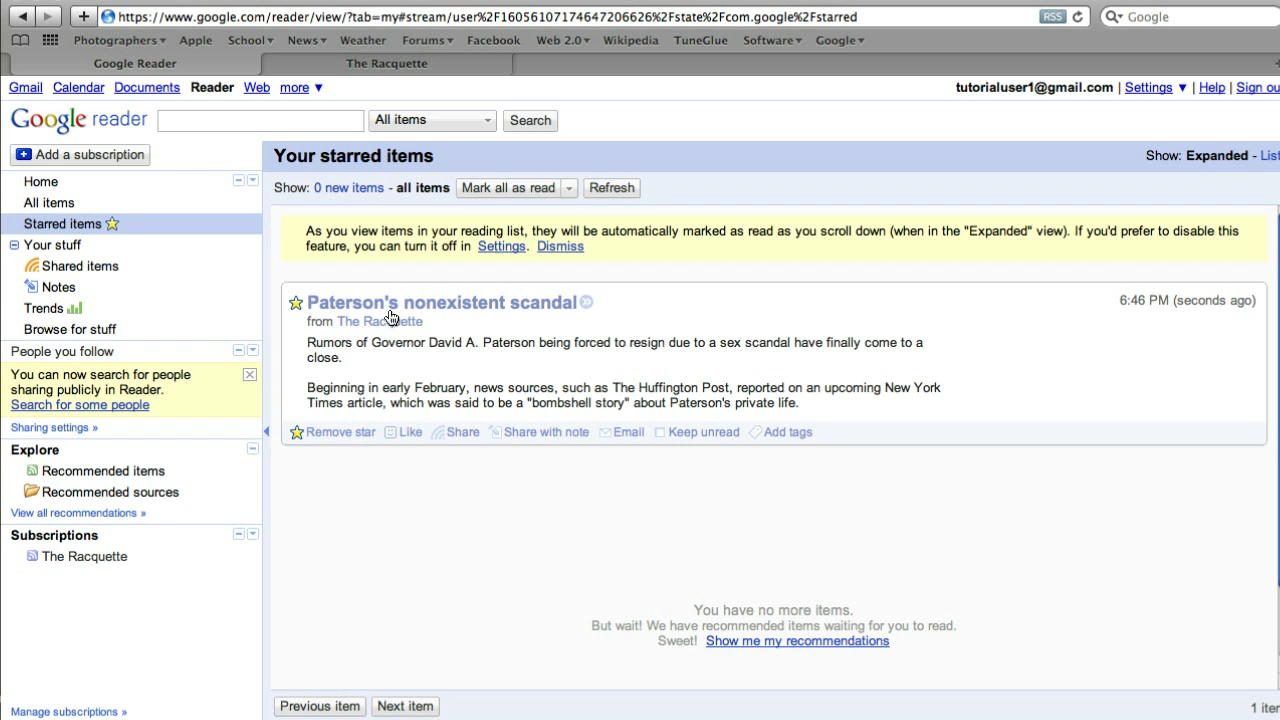 https://www.google.com/reader/view/?tab=my#stream/user%2F16056107174647206626%2Fstate%2Fcom.google%2Fstarred RSS Google
Photographers Apple School News Weather Forums Facebook Web 2.0 Wikipedia TuneGlue Software Google
Google Reader The Racquette
Gmail Calendar Documents Reader Web more ▼ tutorialuser1@gmail.com | Settings ▼ | Help | Sign ou
Google reader All items Search
Add a subscription
Home
All items
Starred items
Your stuff
Shared items
Notes
Trends
Browse for stuff
People you follow
You can now search for people
sharing publicly in Reader.
Search for some people
Sharing settings »
Explore
Recommended items
Recommended sources
View all recommendations »
Subscriptions
The Racquette
Manage subscriptions »
Your starred items Show: Expanded - List
Show: 0 new items - all items Mark all as read Refresh
As you view items in your reading list, they will be automatically marked as read as you scroll down (when in the "Expanded" view). If you'd prefer to disable this
feature, you can turn it off in Settings. Dismiss
Paterson's nonexistent scandal 6:46 PM (seconds ago)
from The Racquette
Rumors of Governor David A. Paterson being forced to resign due to a sex scandal have finally come to a
close.
Beginning in early February, news sources, such as The Huffington Post, reported on an upcoming New York
Times article, which was said to be a "bombshell story" about Paterson's private life.
Remove star Like Share Share with note Email Keep unread Add tags
You have no more items.
But wait! We have recommended items waiting for you to read.
Sweet! Show me my recommendations
Previous item Next item 1 iter